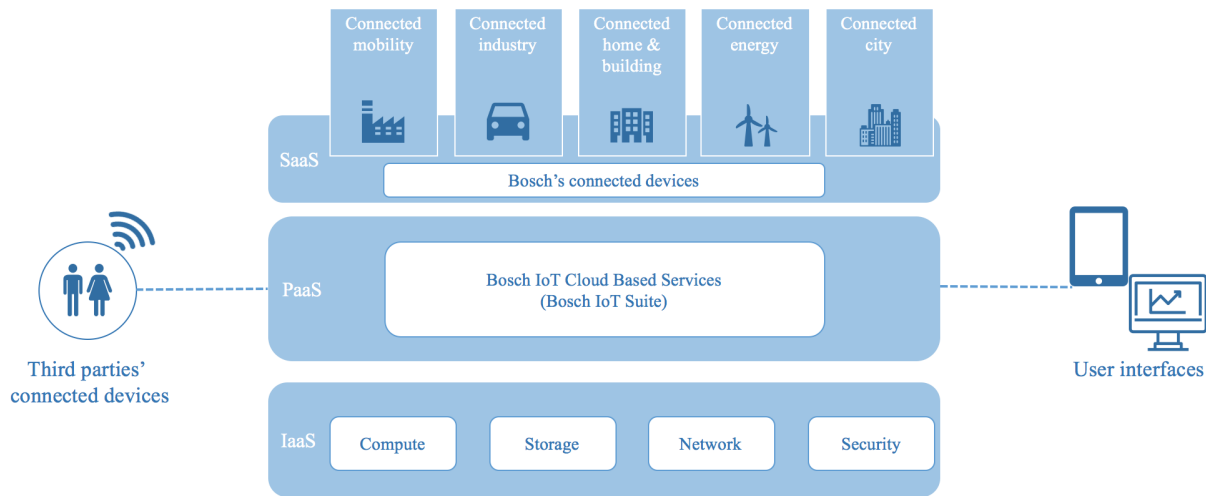 Connected
mobility
Connected
industry
Connected
home &
building
Connected
energy
Connected
city
SaaS
Bosch’s connected devices
PaaS
Bosch IoT Cloud Based Services
(Bosch IoT Suite)
Third parties’
connected devices
User interfaces
IaaS
Compute
Storage
Network
Security